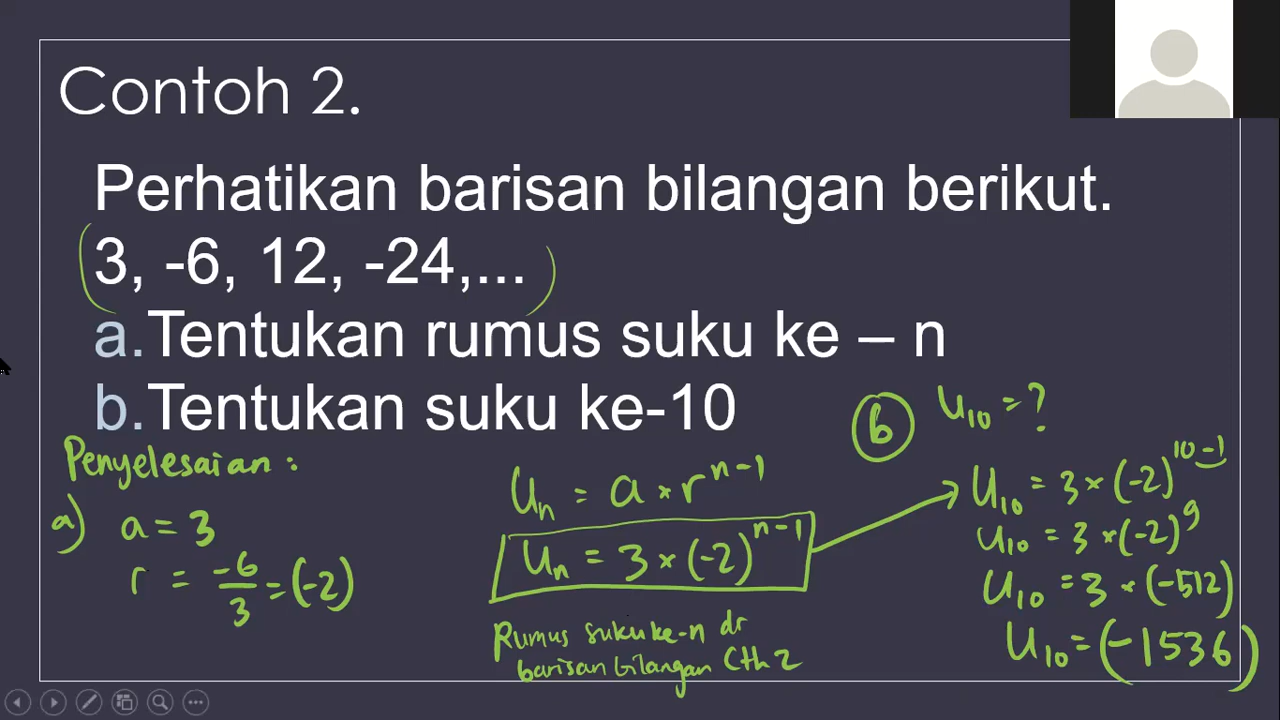 Contoh 2.
Perhatikan barisan bilangan berikut.
3, -6, 12, -24,...
a.Tentukan rumus suku ke – n
b.Tentukan suku ke-10
Penyelesaian :
a) a = 3
r = -6/3 = (-2)
Uₙ = a × rⁿ⁻¹
Uₙ = 3 × (-2)ⁿ⁻¹
Rumus suku ke-n dr
barisan bilangan Cth 2
b U₁₀ = ?
U₁₀ = 3 × (-2)¹⁰⁻¹
U₁₀ = 3 × (-2)⁹
U₁₀ = 3 × (-512)
U₁₀ = (-1536)